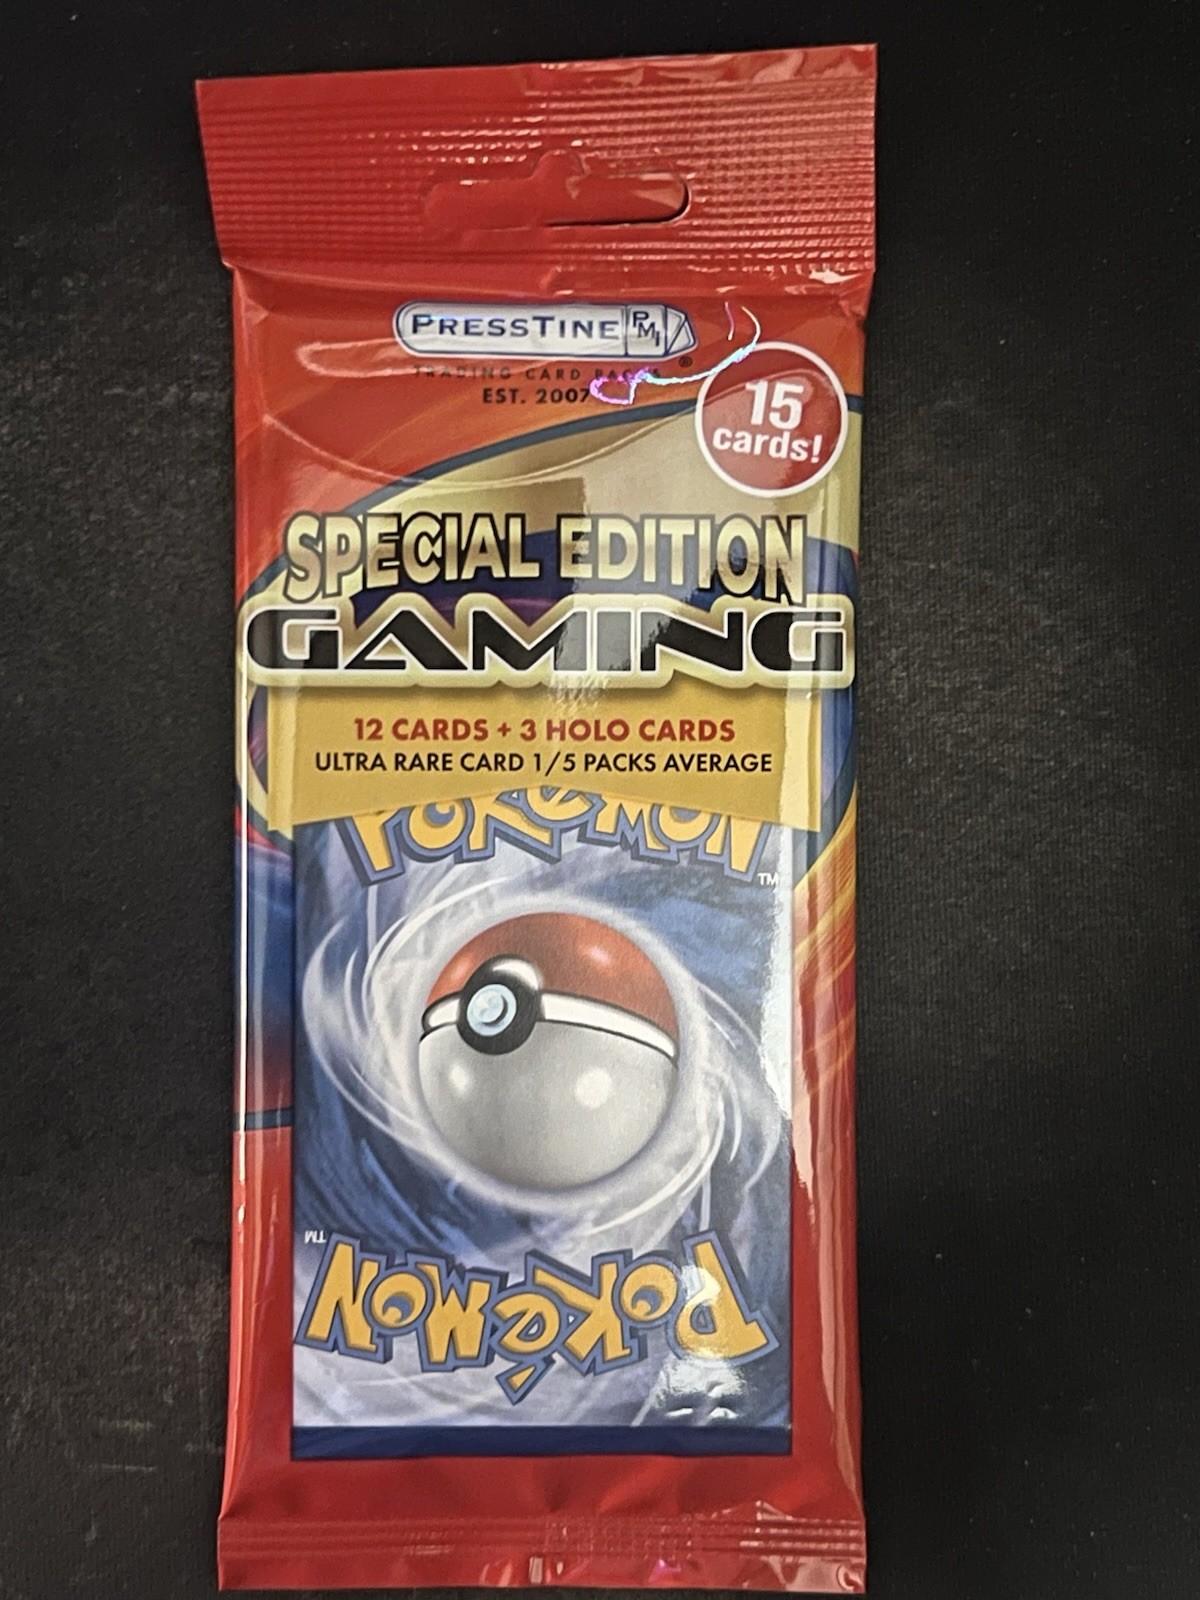 PRESSTINE PMI
®
TRADING CARD PACKS
EST. 2007
15
cards!
SPECIAL EDITION
GAMING
12 CARDS + 3 HOLO CARDS
ULTRA RARE CARD 1/5 PACKS AVERAGE
POKéMON
TM
TM
POKéMON